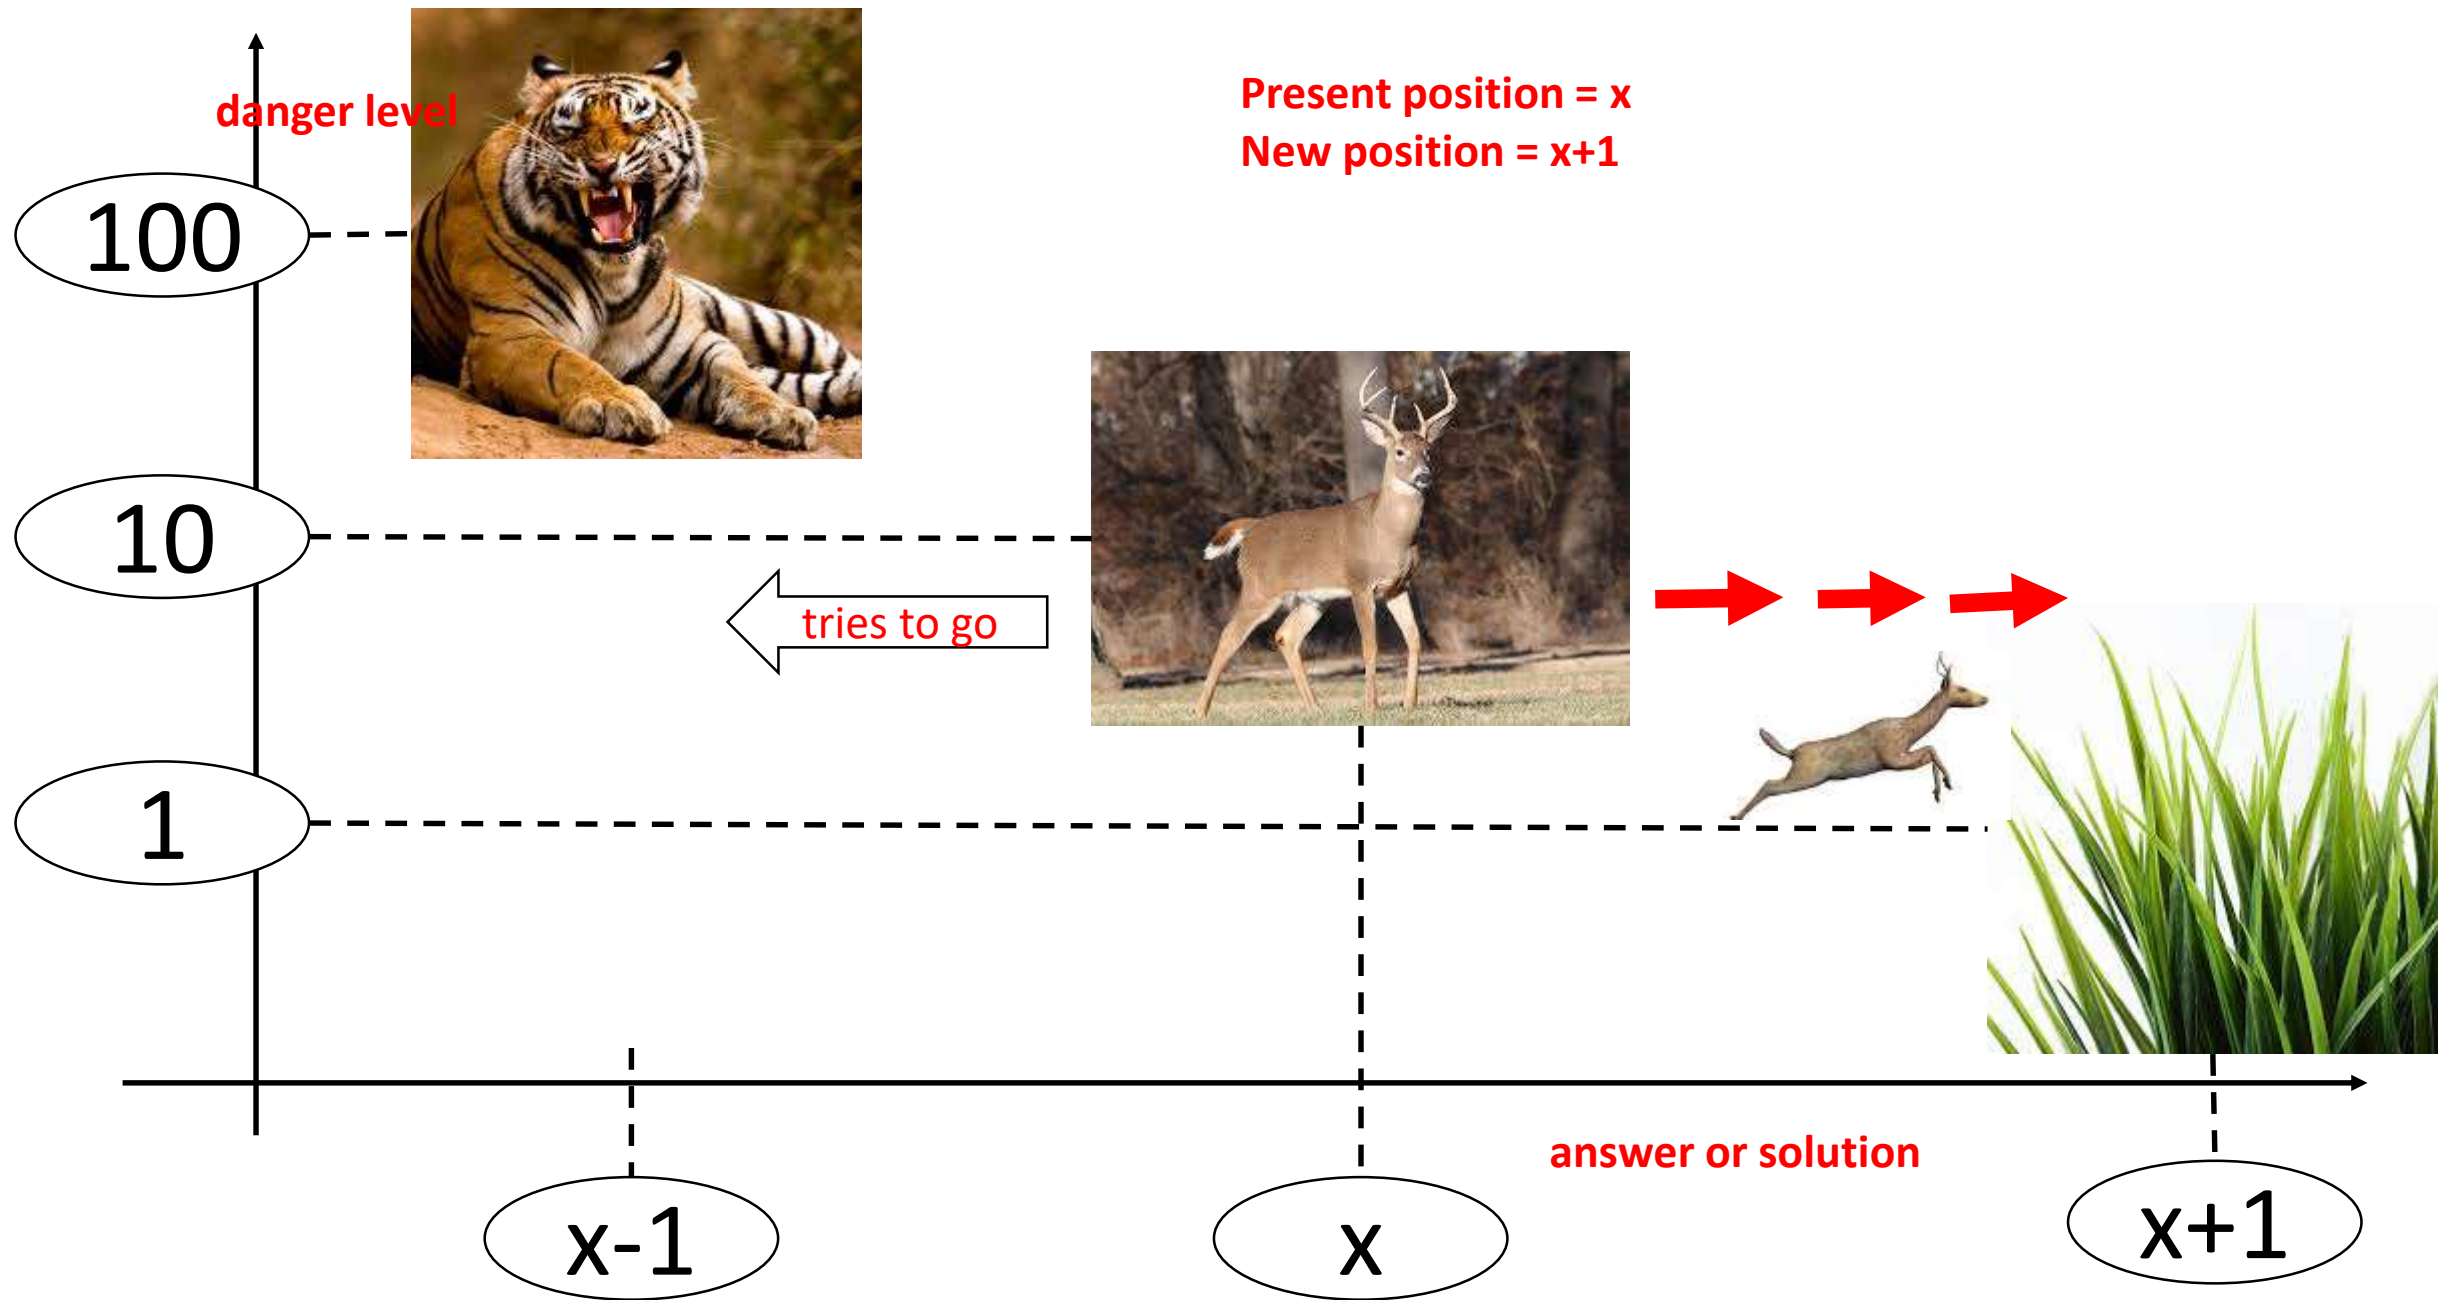 danger level
Present position = x
New position = x+1
100
10
tries to go
1
answer or solution
x-1
x
x+1